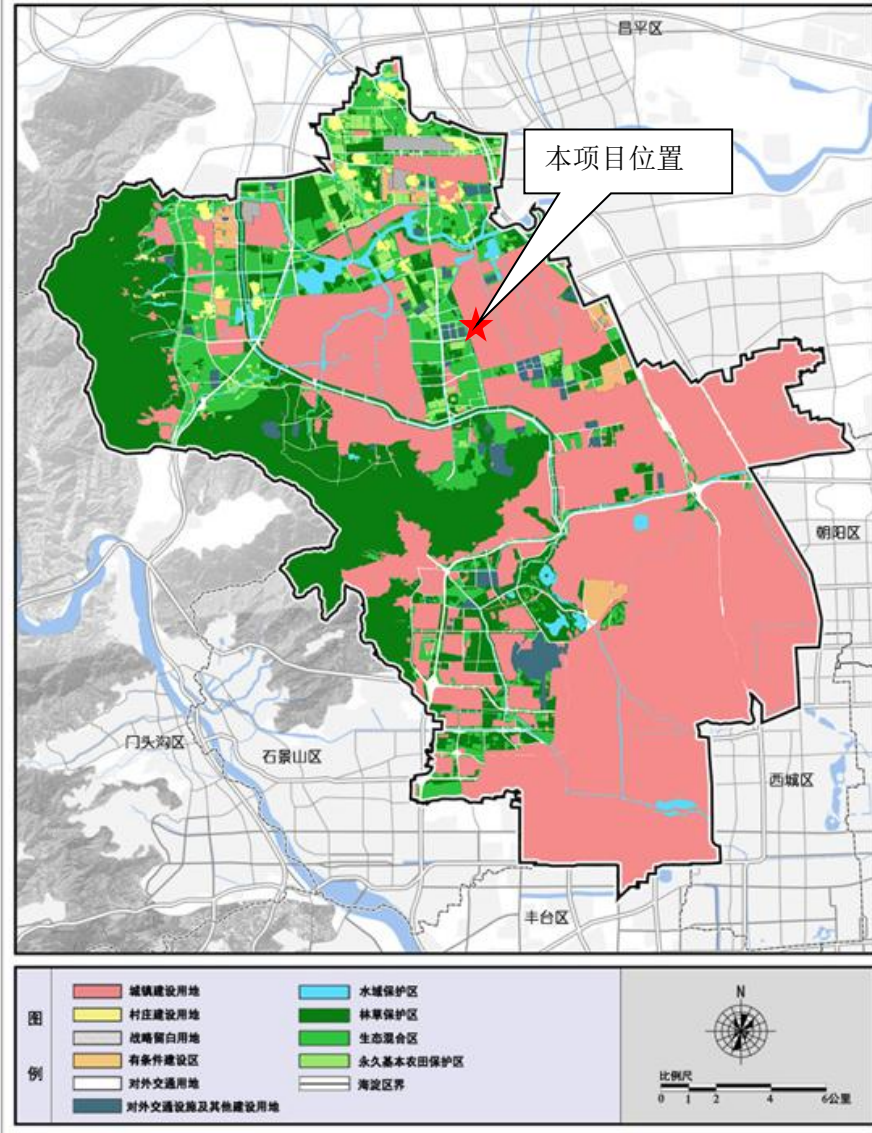 昌平区
本项目位置
朝阳区
门头沟区
石景山区
西城区
丰台区
图例
城镇建设用地
水域保护区
村庄建设用地
林草保护区
战略留白用地
生态混合区
有条件建设区
永久基本农田保护区
对外交通用地
海淀区界
对外交通设施及其他建设用地
N
比例尺
0 1 2 4 6公里